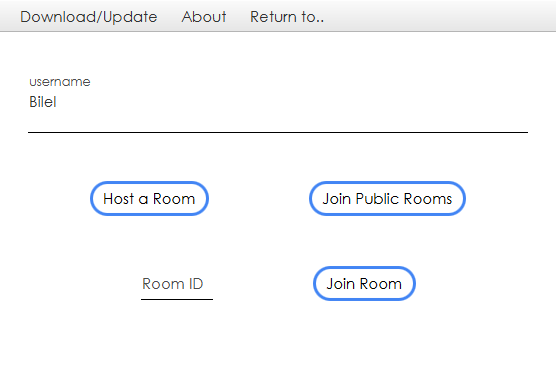 Download/Update About Return to..
username
Bilel
Host a Room Join Public Rooms
Room ID Join Room